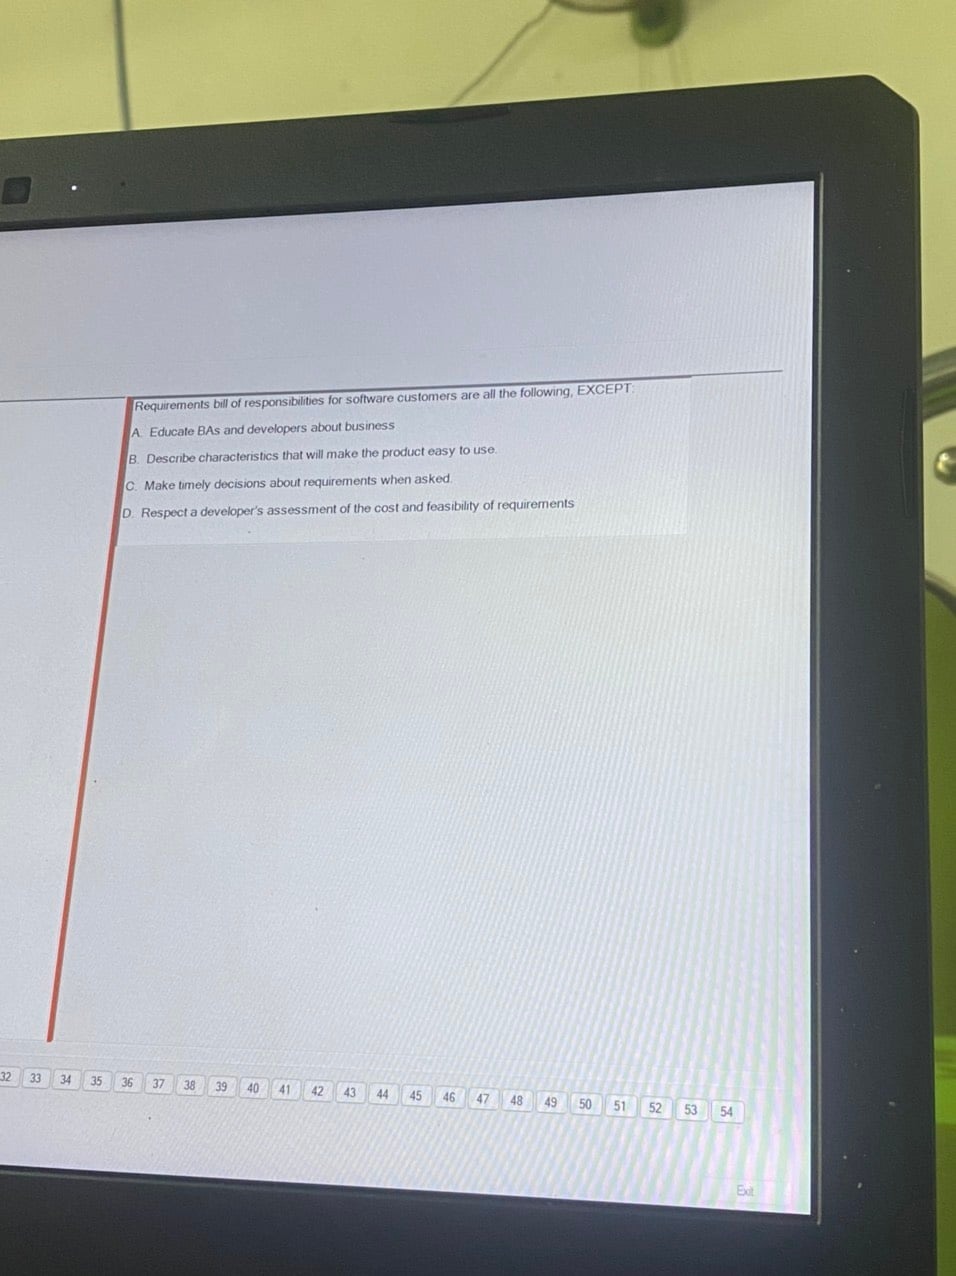 Requirements bill of responsibilities for software customers are all the following, EXCEPT:
A. Educate BAs and developers about business
B. Describe characteristics that will make the product easy to use.
C. Make timely decisions about requirements when asked.
D. Respect a developer's assessment of the cost and feasibility of requirements
32 33 34 35 36 37 38 39 40 41 42 43 44 45 46 47 48 49 50 51 52 53 54
Exit